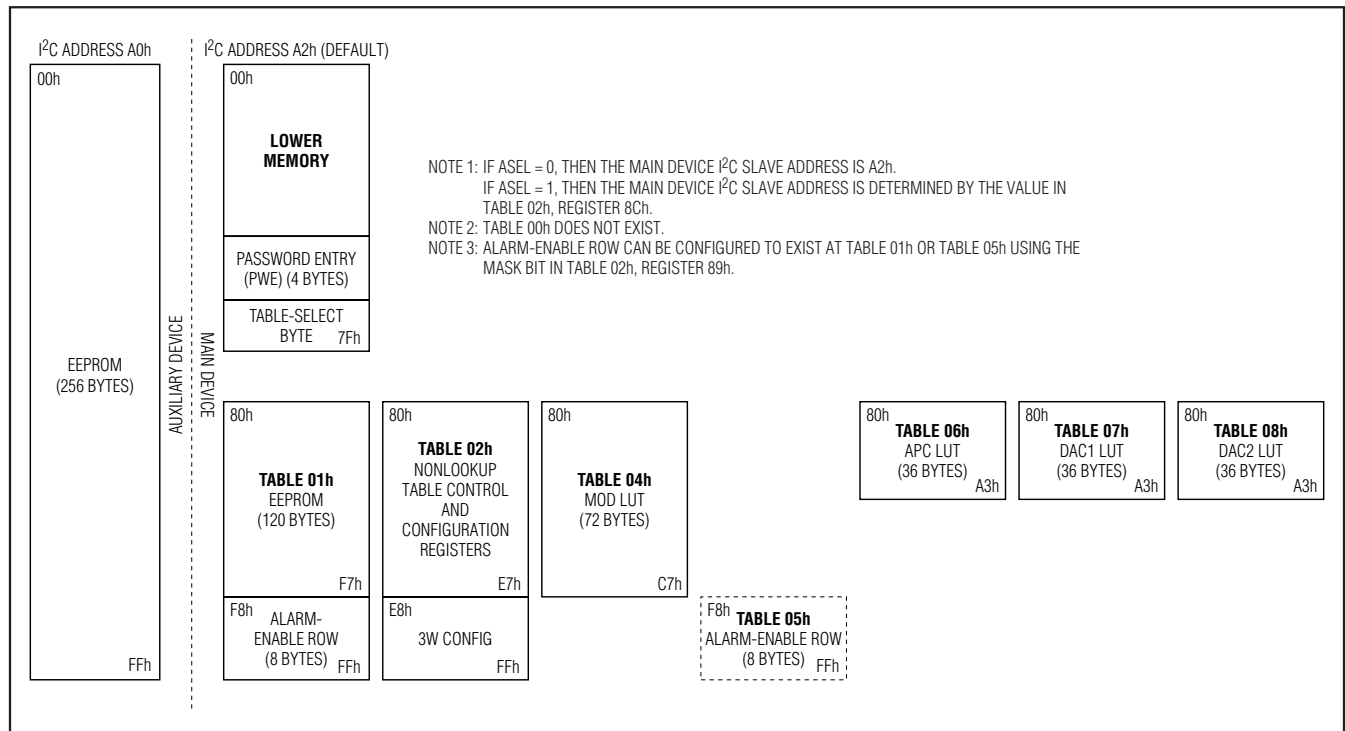 I2C ADDRESS A0h
00h
EEPROM
(256 BYTES)
FFh
AUXILIARY DEVICE
MAIN DEVICE
I2C ADDRESS A2h (DEFAULT)
00h
LOWER
MEMORY
PASSWORD ENTRY
(PWE) (4 BYTES)
TABLE-SELECT
BYTE
7Fh
NOTE 1: IF ASEL = 0, THEN THE MAIN DEVICE I2C SLAVE ADDRESS IS A2h.
IF ASEL = 1, THEN THE MAIN DEVICE I2C SLAVE ADDRESS IS DETERMINED BY THE VALUE IN
TABLE 02h, REGISTER 8Ch.
NOTE 2: TABLE 00h DOES NOT EXIST.
NOTE 3: ALARM-ENABLE ROW CAN BE CONFIGURED TO EXIST AT TABLE 01h OR TABLE 05h USING THE
MASK BIT IN TABLE 02h, REGISTER 89h.
80h
TABLE 01h
EEPROM
(120 BYTES)
F7h
F8h
ALARM-
ENABLE ROW
(8 BYTES)
FFh
80h
TABLE 02h
NONLOOKUP
TABLE CONTROL
AND
CONFIGURATION
REGISTERS
E7h
E8h
3W CONFIG
FFh
80h
TABLE 04h
MOD LUT
(72 BYTES)
C7h
F8h
TABLE 05h
ALARM-ENABLE ROW
(8 BYTES)
FFh
80h
TABLE 06h
APC LUT
(36 BYTES)
A3h
80h
TABLE 07h
DAC1 LUT
(36 BYTES)
A3h
80h
TABLE 08h
DAC2 LUT
(36 BYTES)
A3h